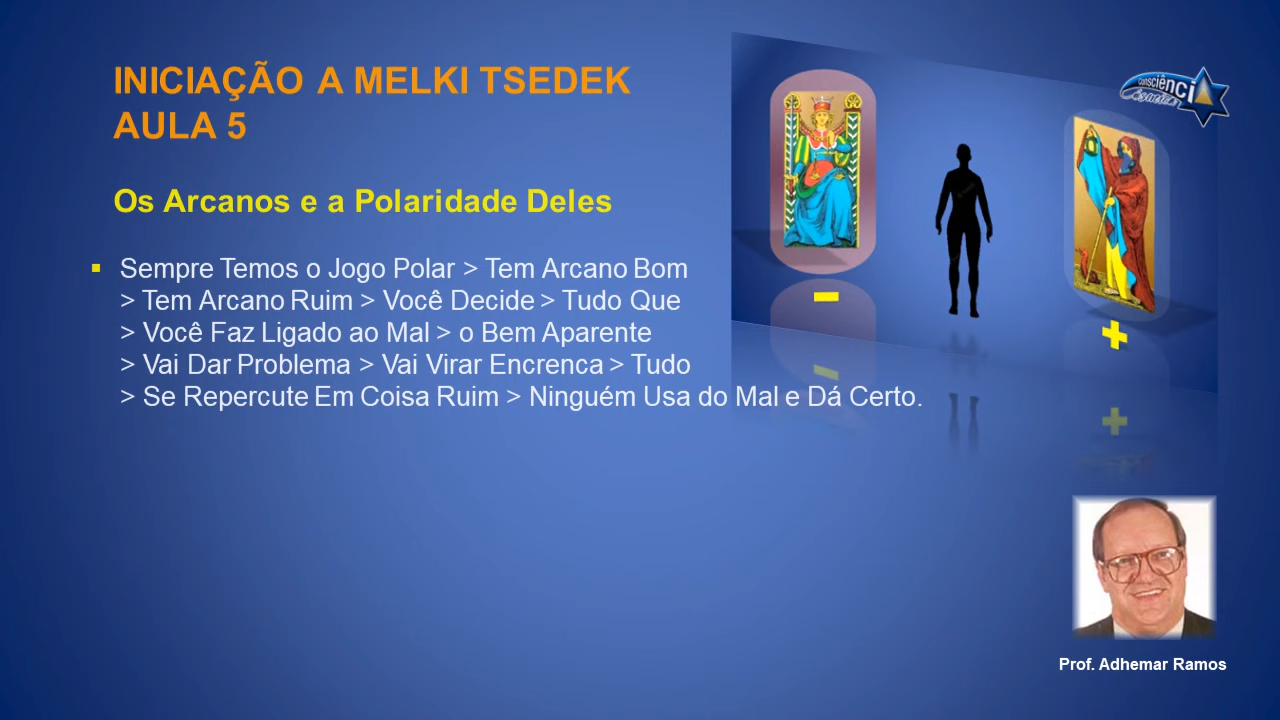 INICIAÇÃO A MELKI TSEDEK
AULA 5
Os Arcanos e a Polaridade Deles
Sempre Temos o Jogo Polar > Tem Arcano Bom
> Tem Arcano Ruim > Você Decide > Tudo Que
> Você Faz Ligado ao Mal > o Bem Aparente
> Vai Dar Problema > Vai Virar Encrenca > Tudo
> Se Repercute Em Coisa Ruim > Ninguém Usa do Mal e Dá Certo.
consciênci
Prof. Adhemar Ramos